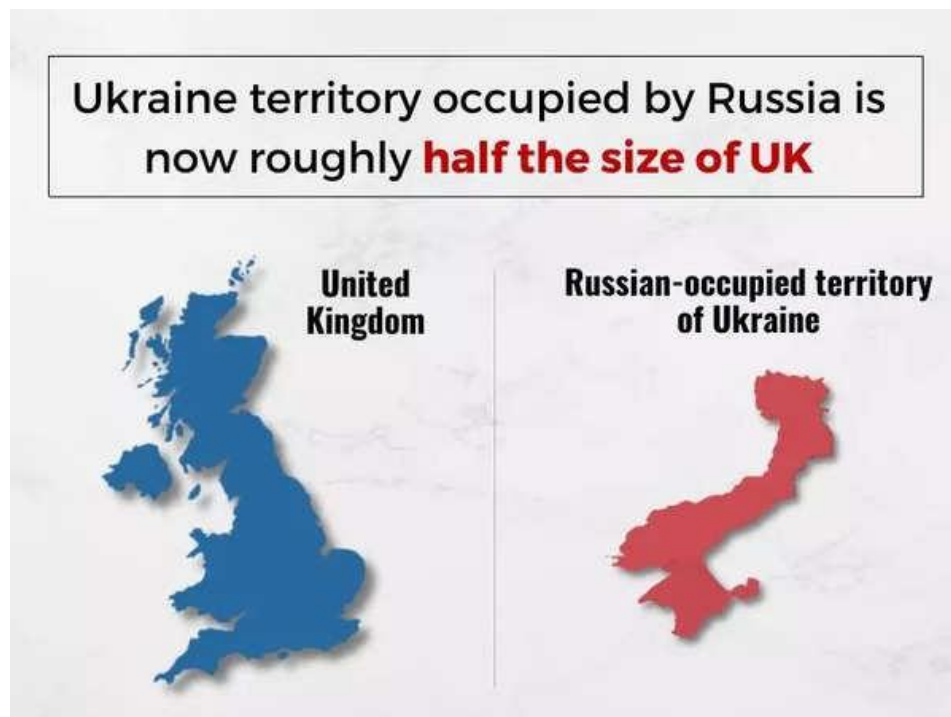 Ukraine territory occupied by Russia is
now roughly half the size of UK
United
Kingdom
Russian-occupied territory
of Ukraine